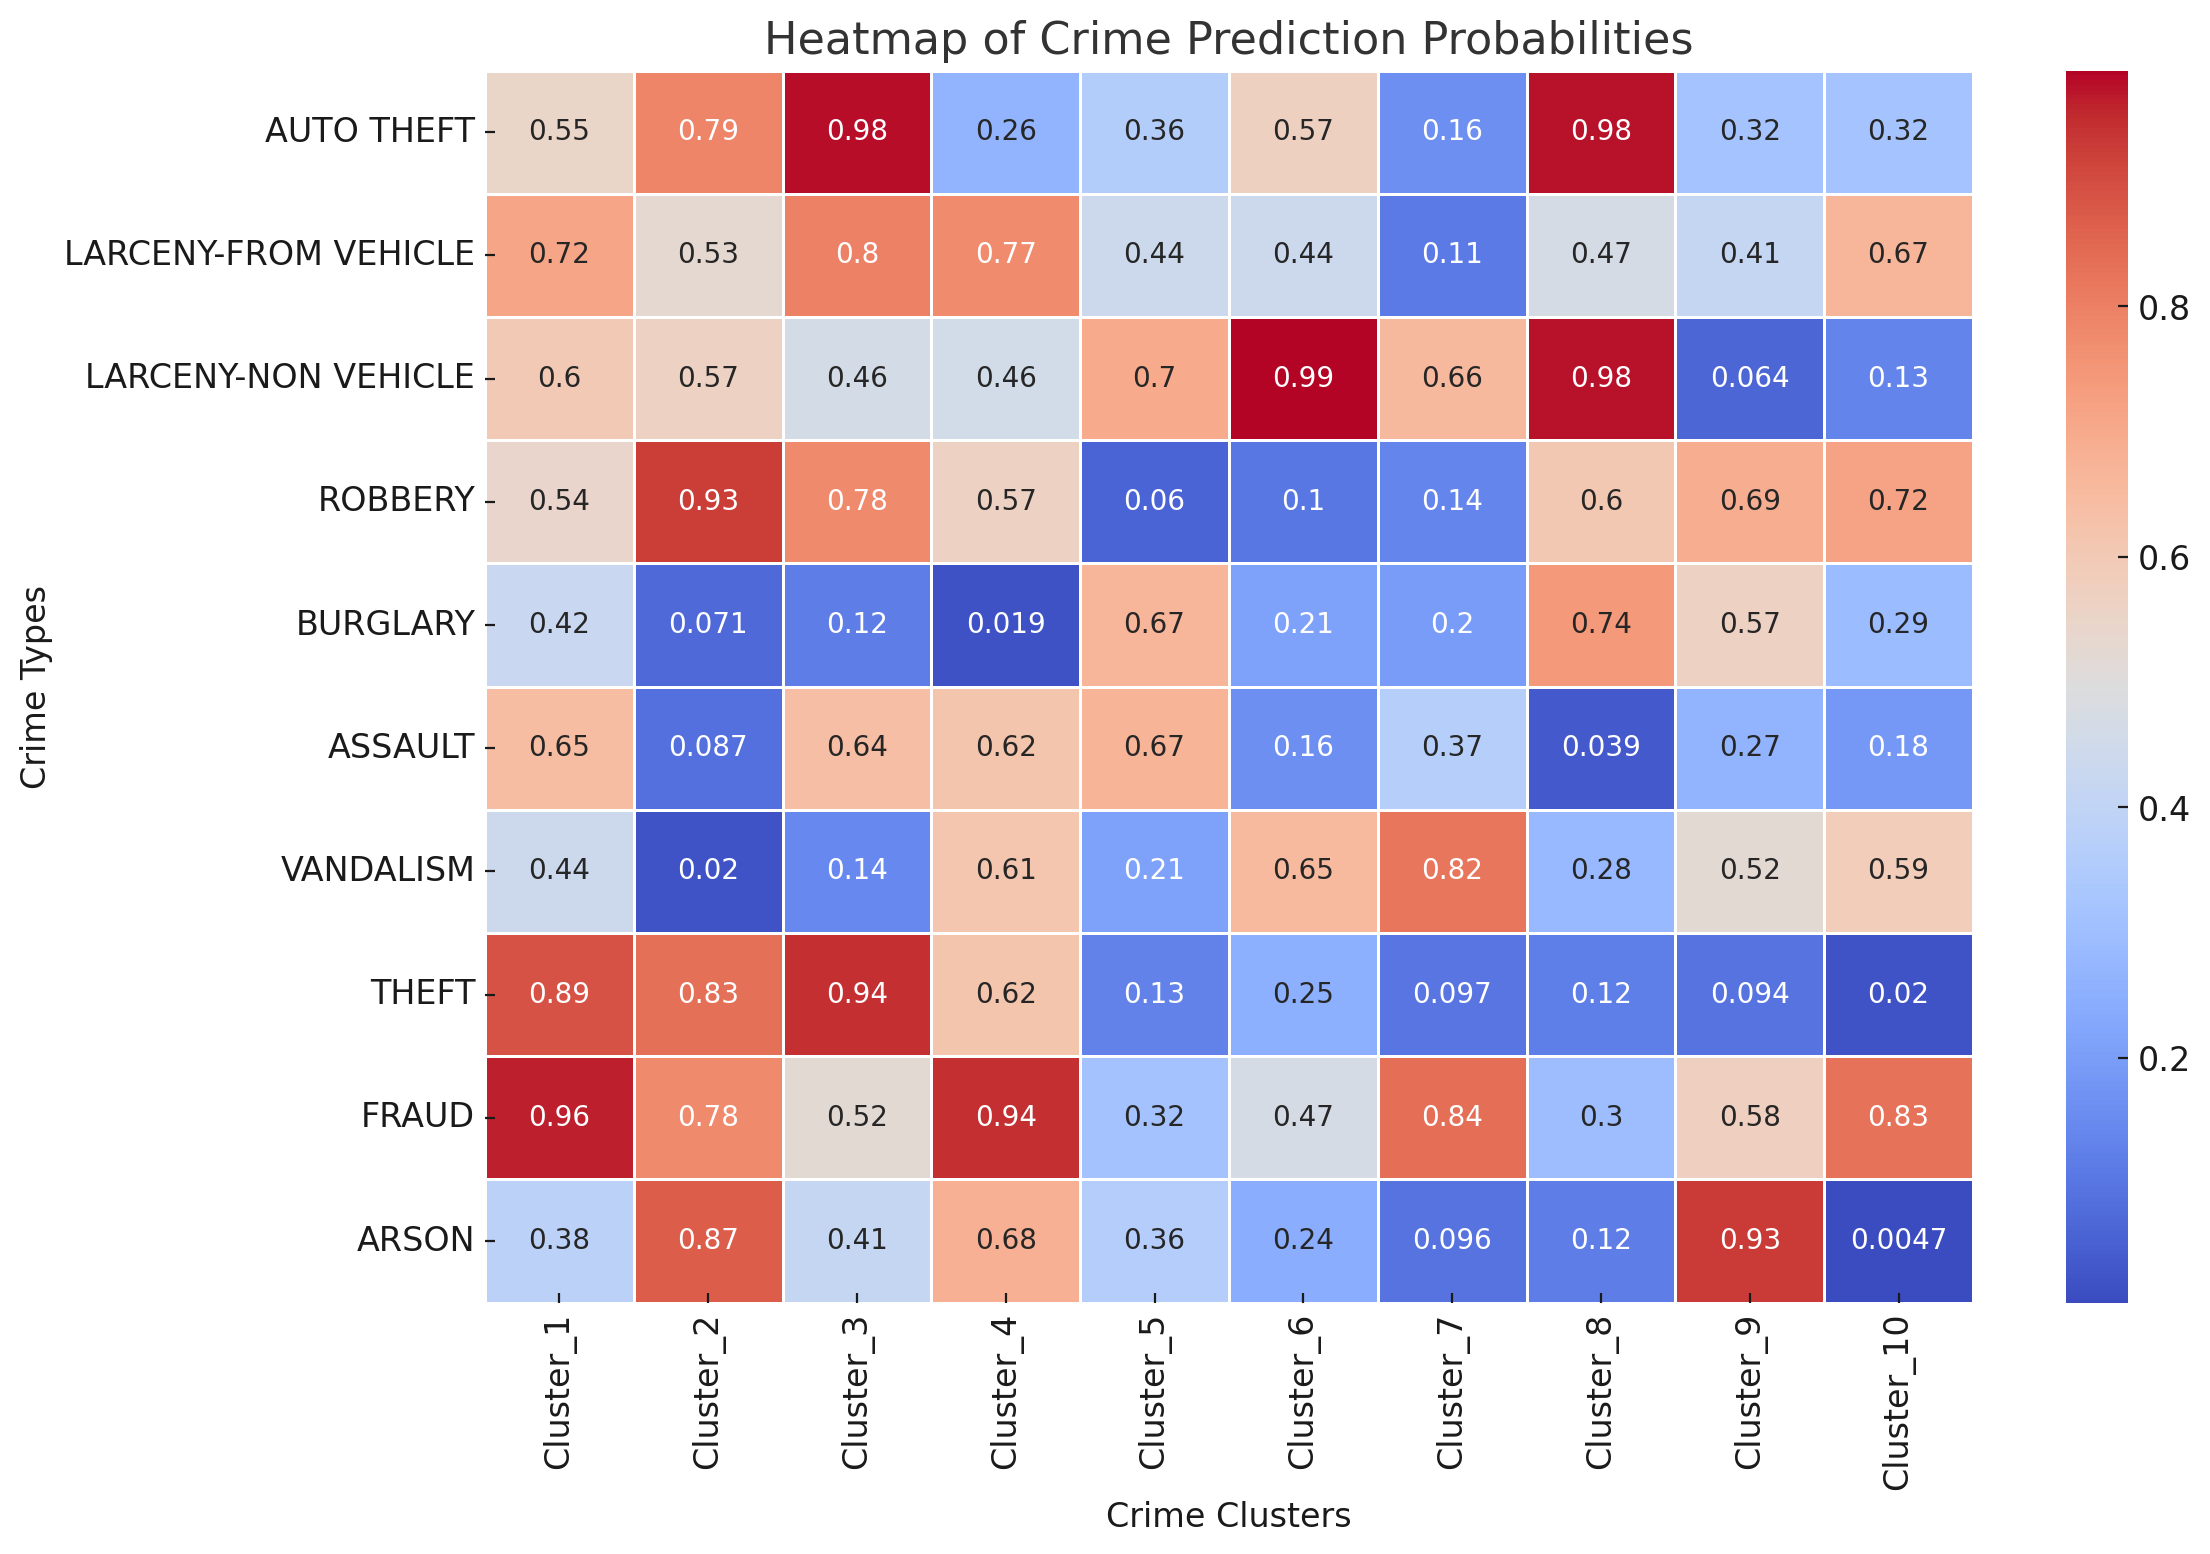 Heatmap of Crime Prediction Probabilities
AUTO THEFT 0.55 0.79 0.98 0.26 0.36 0.57 0.16 0.98 0.32 0.32
LARCENY-FROM VEHICLE 0.72 0.53 0.8 0.77 0.44 0.44 0.11 0.47 0.41 0.67
0.8
LARCENY-NON VEHICLE 0.6 0.57 0.46 0.46 0.7 0.99 0.66 0.98 0.064 0.13
ROBBERY 0.54 0.93 0.78 0.57 0.06 0.1 0.14 0.6 0.69 0.72
0.6
BURGLARY 0.42 0.071 0.12 0.019 0.67 0.21 0.2 0.74 0.57 0.29
Crime Types
ASSAULT 0.65 0.087 0.64 0.62 0.67 0.16 0.37 0.039 0.27 0.18
0.4
VANDALISM 0.44 0.02 0.14 0.61 0.21 0.65 0.82 0.28 0.52 0.59
THEFT 0.89 0.83 0.94 0.62 0.13 0.25 0.097 0.12 0.094 0.02
0.2
FRAUD 0.96 0.78 0.52 0.94 0.32 0.47 0.84 0.3 0.58 0.83
ARSON 0.38 0.87 0.41 0.68 0.36 0.24 0.096 0.12 0.93 0.0047
Cluster_1 Cluster_2 Cluster_3 Cluster_4 Cluster_5 Cluster_6 Cluster_7 Cluster_8 Cluster_9 Cluster_10
Crime Clusters